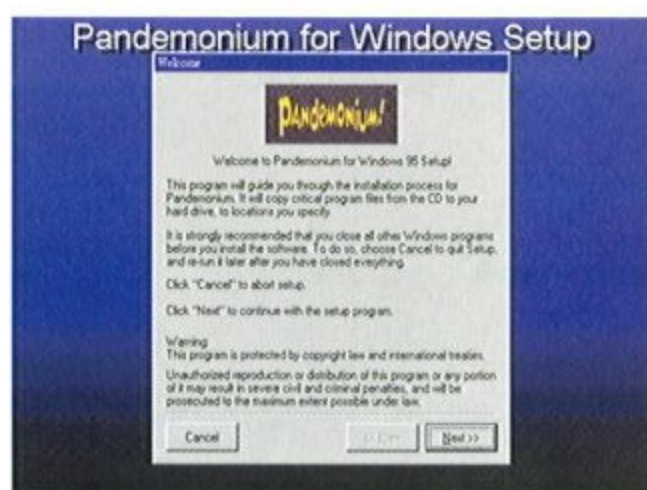 Pandemonium for Windows Setup
Welcome
PANDEMONIUM!
Welcome to Pandemonium for Windows 95 Setup!
This program will guide you through the installation process for
Pandemonium. It will copy critical program files from the CD to your
hard drive, to locations you specify.
It is strongly recommended that you close all other Windows programs
before you install the software. To do so, choose Cancel to quit Setup,
and re-run it later after you have closed everything.
Click "Cancel" to abort setup.
Click "Next" to continue with the setup program.
Warning
This program is protected by copyright law and international treaties.
Unauthorized reproduction or distribution of this program or any portion
of it may result in severe civil and criminal penalties, and will be
prosecuted to the maximum extent possible under law.
Cancel
Next >>